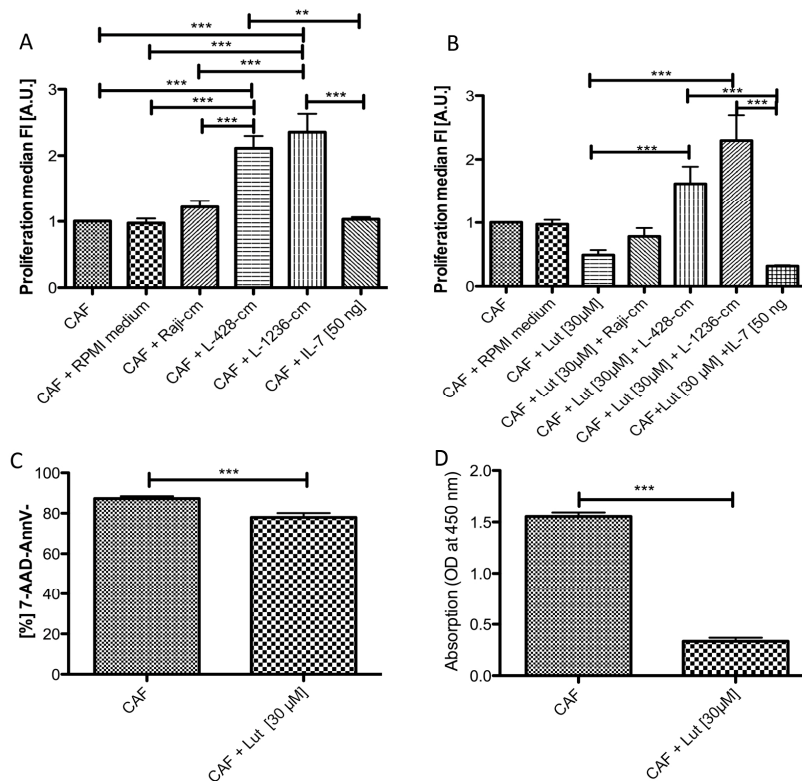 A
**
***
***
***
***
***
***
***
Proliferation median FI [A.U.]
3
2
1
0
CAF
CAF + RPMI medium
CAF + Raji-cm
CAF + L-428-cm
CAF + L-1236-cm
CAF + IL-7 [50 ng]
B
***
***
***
***
Proliferation median FI [A.U.]
3
2
1
0
CAF
CAF + RPMI medium
CAF + Lut [30µM]
CAF + Lut [30µM] + Raji-cm
CAF + Lut [30µM] + L-428-cm
CAF + Lut [30µM] + L-1236-cm
CAF+Lut [30 µM] +IL-7 [50 ng
C
***
[%] 7-AAD-AnnV-
100
80
60
40
20
0
CAF
CAF + Lut [30 µM]
D
***
Absorption (OD at 450 nm)
2.0
1.5
1.0
0.5
0.0
CAF
CAF + Lut [30µM]